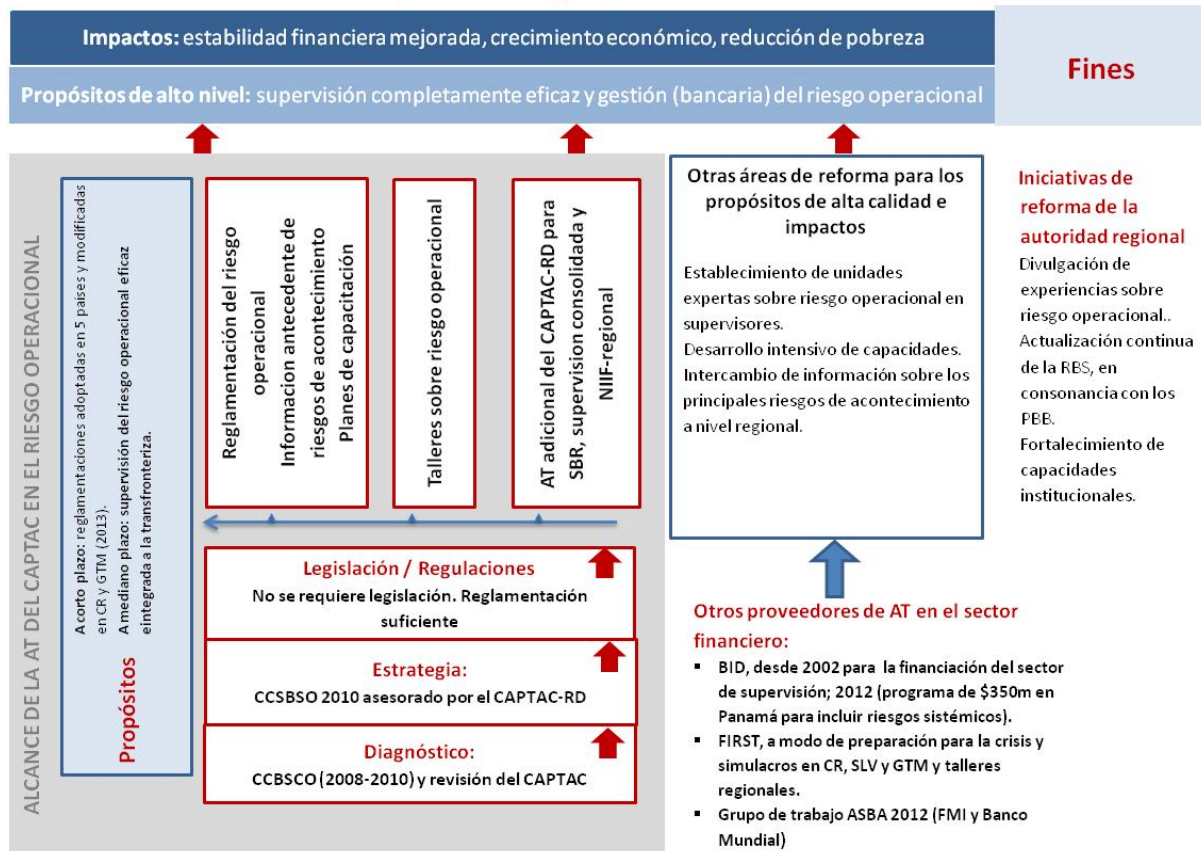 Impactos: estabilidad financiera mejorada, crecimiento económico, reducción de pobreza
Propósitos de alto nivel: supervisión completamente eficaz y gestión (bancaria) del riesgo operacional
Fines
ALCANCE DE LA AT DEL CAPTAC EN EL RIESGO OPERACIONAL
A corto plazo: reglamentaciones adoptadas en 5 países y modificadas
en CR y GTM (2013).
A mediano plazo: supervisión del riesgo operacional eficaz
eintegrada a la transfronteriza.
Propósitos
Reglamentación del riesgo
operacional
Informacion antecedente de
riesgos de acontecimiento
Planes de capacitación
Talleres sobre riesgo operacional
AT adicional del CAPTAC-RD para
SBR, supervision consolidada y
NIIF-regional
Legislación / Regulaciones
No se requiere legislación. Reglamentación
suficiente
Estrategia:
CCSBSO 2010 asesorado por el CAPTAC-RD
Diagnóstico:
CCBSCO (2008-2010) y revisión del CAPTAC
Otras áreas de reforma para los
propósitos de alta calidad e
impactos
Establecimiento de unidades
expertas sobre riesgo operacional en
supervisores.
Desarrollo intensivo de capacidades.
Intercambio de información sobre los
principales riesgos de acontecimiento
a nivel regional.
Iniciativas de
reforma de la
autoridad regional
Divulgación de
experiencias sobre
riesgo operacional..
Actualización continua
de la RBS, en
consonancia con los
PBB.
Fortalecimiento de
capacidades
institucionales.
Otros proveedores de AT en el sector
financiero:
▪ BID, desde 2002 para la financiación del sector
de supervisión; 2012 (programa de $350m en
Panamá para incluir riesgos sistémicos).
▪ FIRST, a modo de preparación para la crisis y
simulacros en CR, SLV y GTM y talleres
regionales.
▪ Grupo de trabajo ASBA 2012 (FMI y Banco
Mundial)